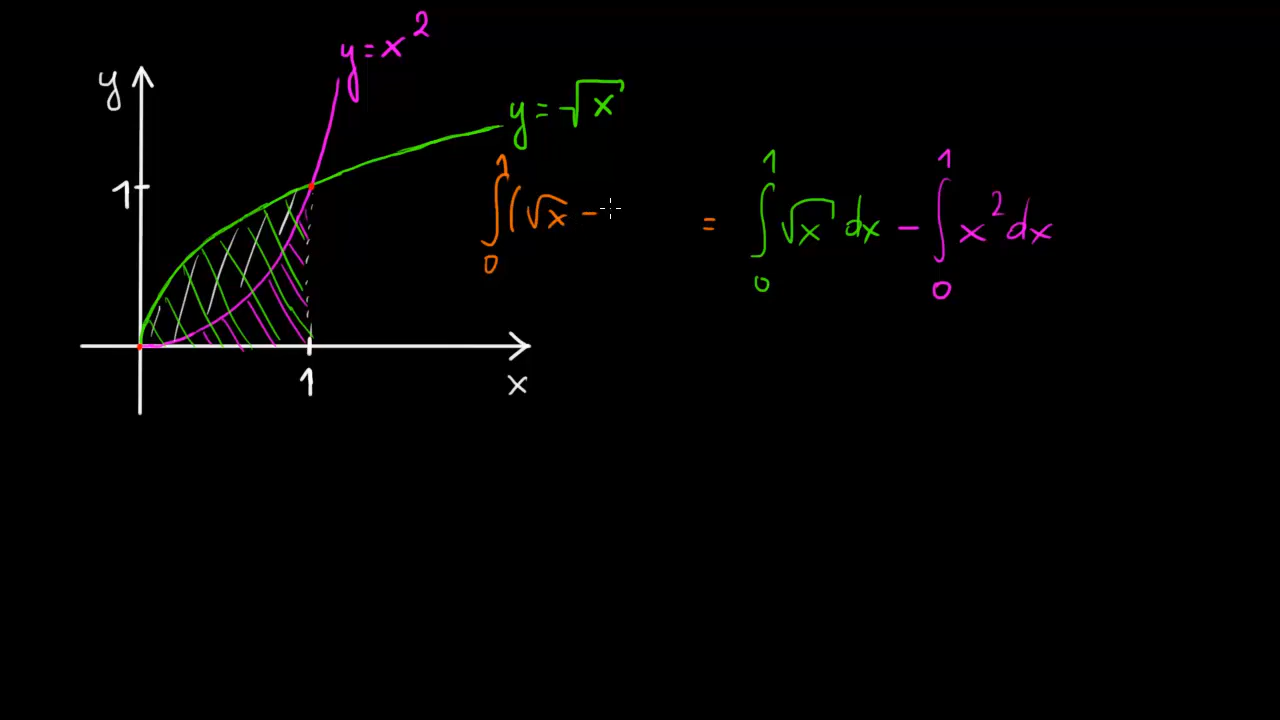 y = x²
y
y = √x
1
∫₀¹ (√x − = ∫₀¹ √x dx − ∫₀¹ x² dx
1
x